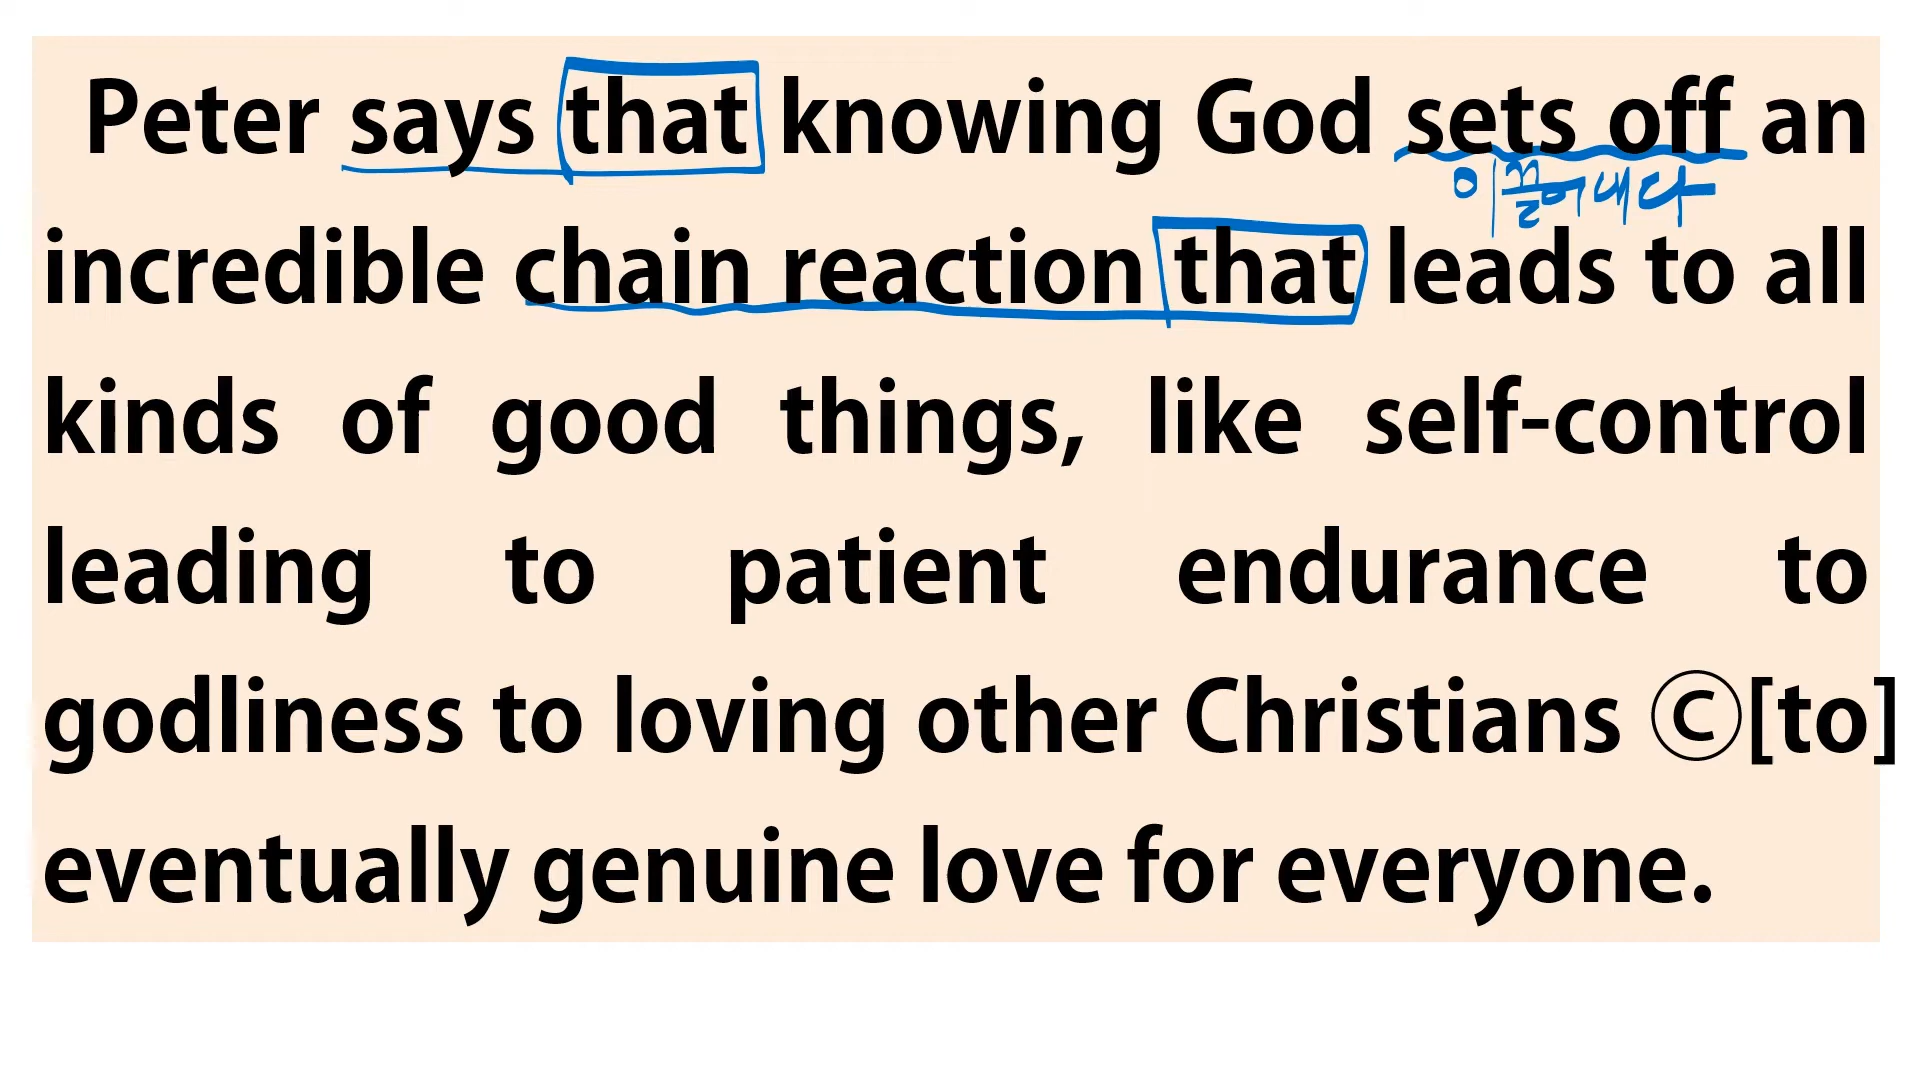 Peter says that knowing God sets off an
이끌어내다
incredible chain reaction that leads to all
kinds of good things, like self-control
leading to patient endurance to
godliness to loving other Christians ⓒ[to]
eventually genuine love for everyone.